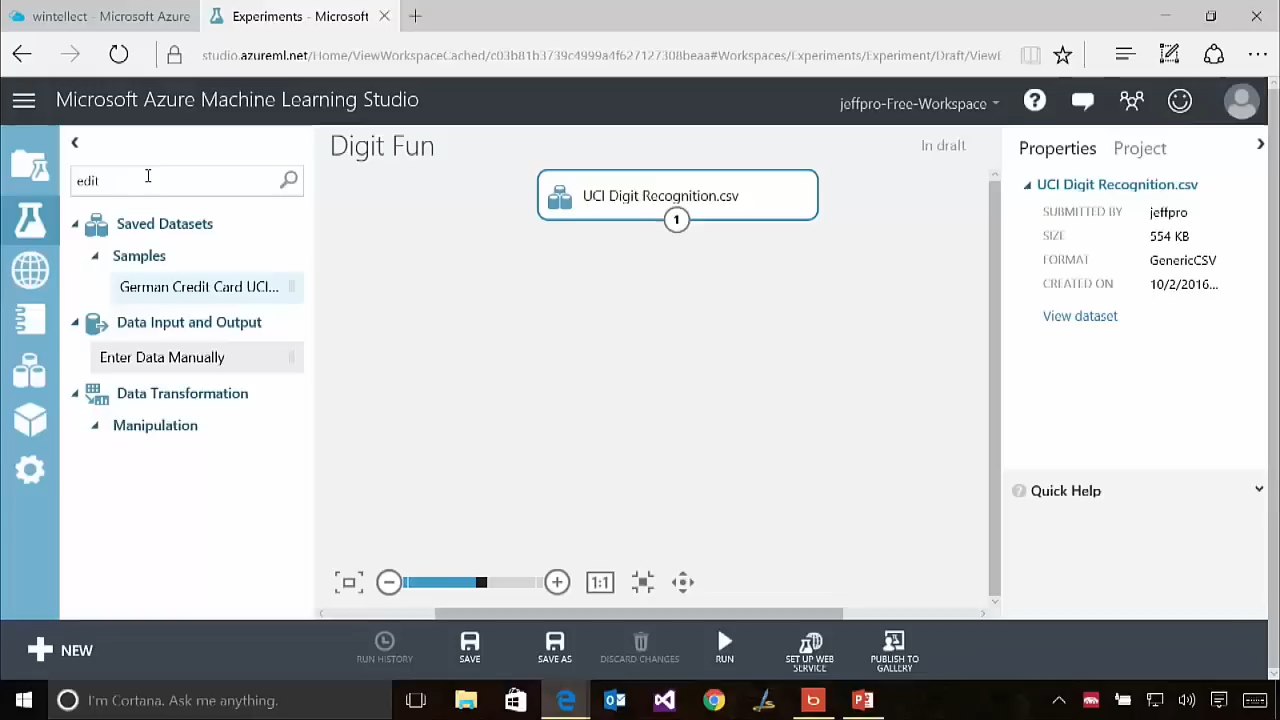 wintellect - Microsoft Azure
Experiments - Microsoft
studio.azureml.net/Home/ViewWorkspaceCached/c03b81b3739c4999a4f627127308beaa#Workspaces/Experiments/Experiment/Draft/ViewE
Microsoft Azure Machine Learning Studio
jeffpro-Free-Workspace
edit
Saved Datasets
Samples
German Credit Card UCI...
Data Input and Output
Enter Data Manually
Data Transformation
Manipulation
Digit Fun
In draft
UCI Digit Recognition.csv
1
Properties Project
UCI Digit Recognition.csv
SUBMITTED BY jeffpro
SIZE 554 KB
FORMAT GenericCSV
CREATED ON 10/2/2016...
View dataset
Quick Help
1:1
NEW
RUN HISTORY
SAVE
SAVE AS
DISCARD CHANGES
RUN
SET UP WEB
SERVICE
PUBLISH TO
GALLERY
I'm Cortana. Ask me anything.